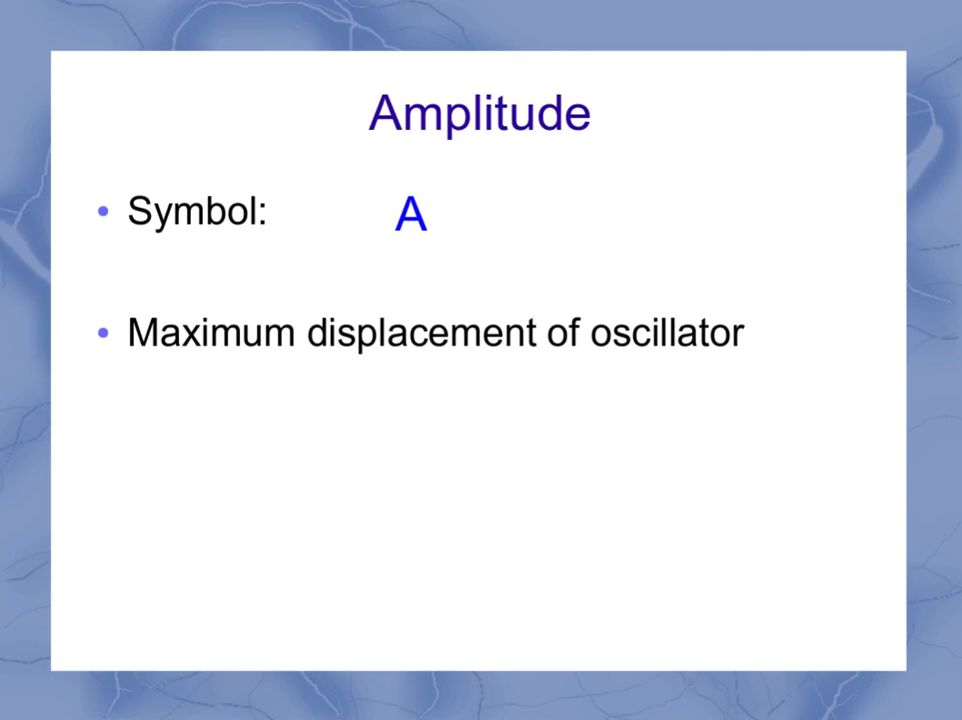 Amplitude
• Symbol: A
• Maximum displacement of oscillator